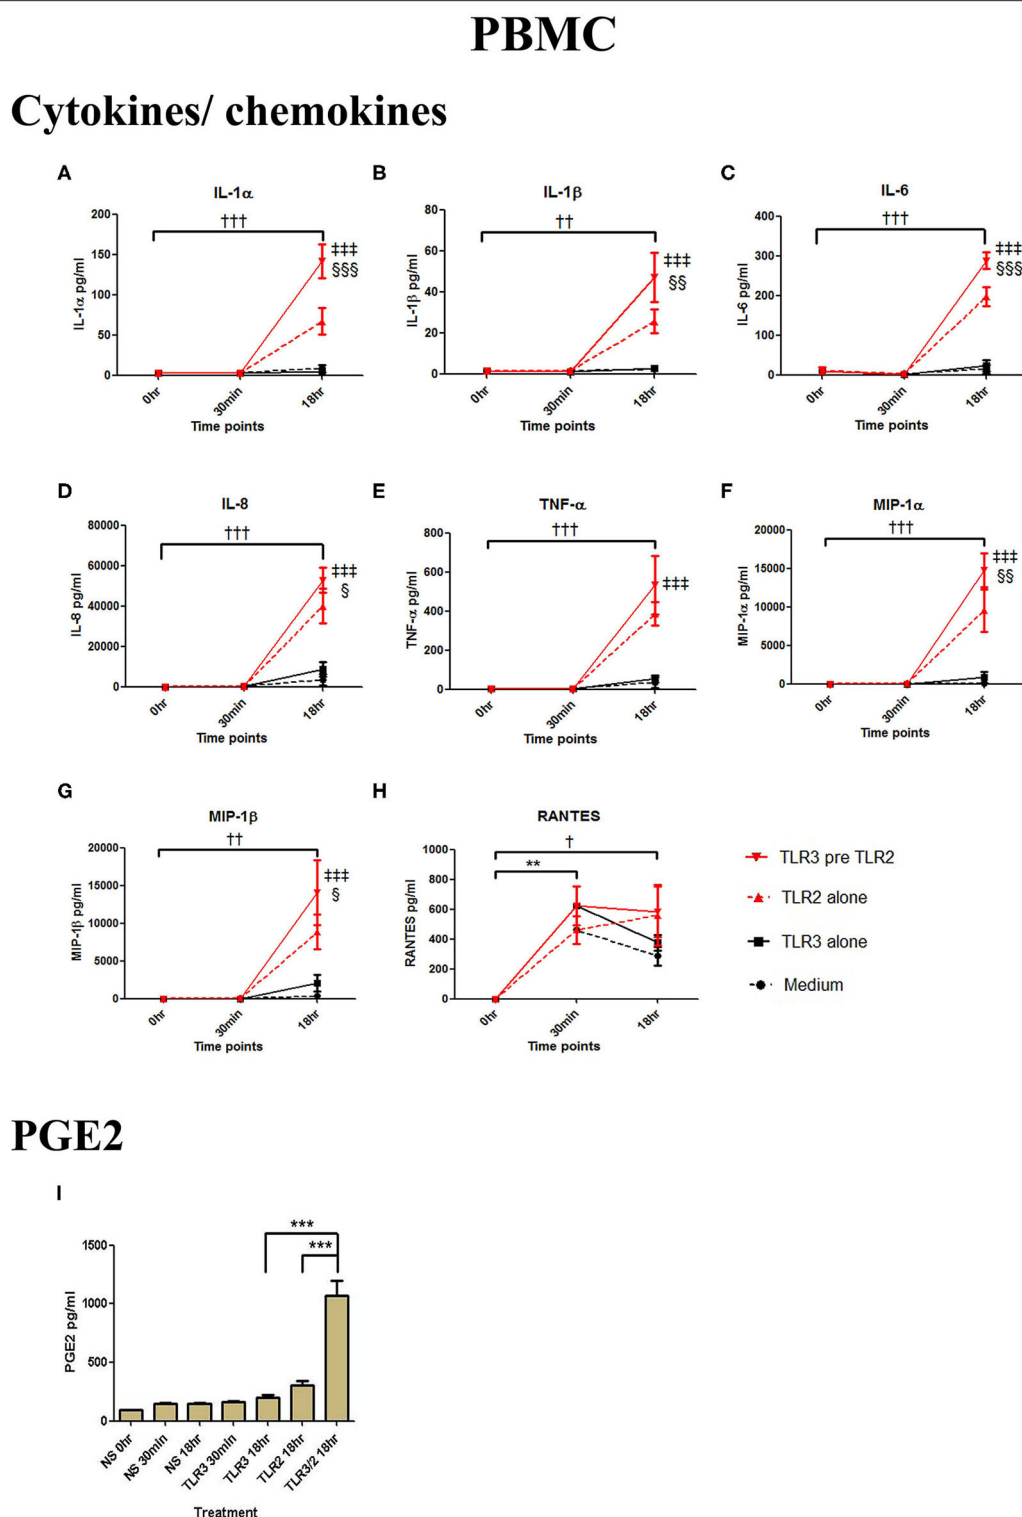 PBMC
Cytokines/ chemokines
A
IL-1α
†††
200
150
100
50
0
IL-1α pg/ml
‡‡‡
§§§
0hr
30min
18hr
Time points
B
IL-1β
††
80
60
40
20
0
IL-1β pg/ml
‡‡‡
§§
0hr
30min
18hr
Time points
C
IL-6
†††
400
300
200
100
0
IL-6 pg/ml
‡‡‡
§§§
0hr
30min
18hr
Time points
D
IL-8
†††
80000
60000
40000
20000
0
IL-8 pg/ml
‡‡‡
§
0hr
30min
18hr
Time points
E
TNF-α
†††
800
600
400
200
0
TNF-α pg/ml
‡‡‡
0hr
30min
18hr
Time points
F
MIP-1α
†††
20000
15000
10000
5000
0
MIP-1α pg/ml
‡‡‡
§§
0hr
30min
18hr
Time points
G
MIP-1β
††
20000
15000
10000
5000
0
MIP-1β pg/ml
‡‡‡
§
0hr
30min
18hr
Time points
H
RANTES
†
**
1000
800
600
400
200
0
RANTES pg/ml
0hr
30min
18hr
Time points
TLR3 pre TLR2
TLR2 alone
TLR3 alone
Medium
PGE2
I
***
***
1500
1000
500
0
PGE2 pg/ml
NS 0hr
NS 30min
NS 18hr
TLR3 30min
TLR3 18hr
TLR2 18hr
TLR3/2 18hr
Treatment